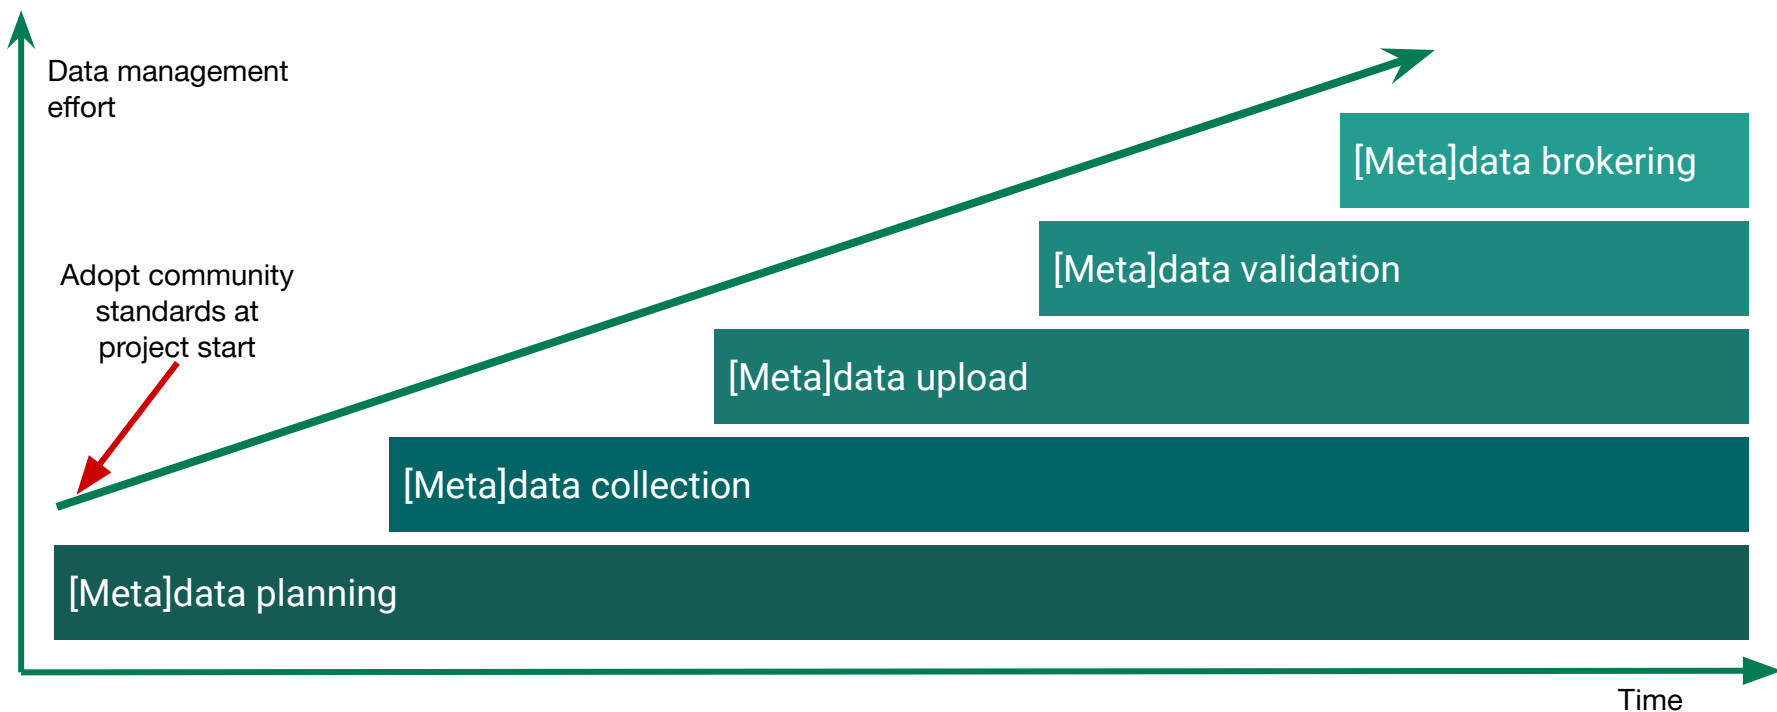 Data management
effort
[Meta]data brokering
[Meta]data validation
Adopt community
standards at
project start
[Meta]data upload
[Meta]data collection
[Meta]data planning
Time